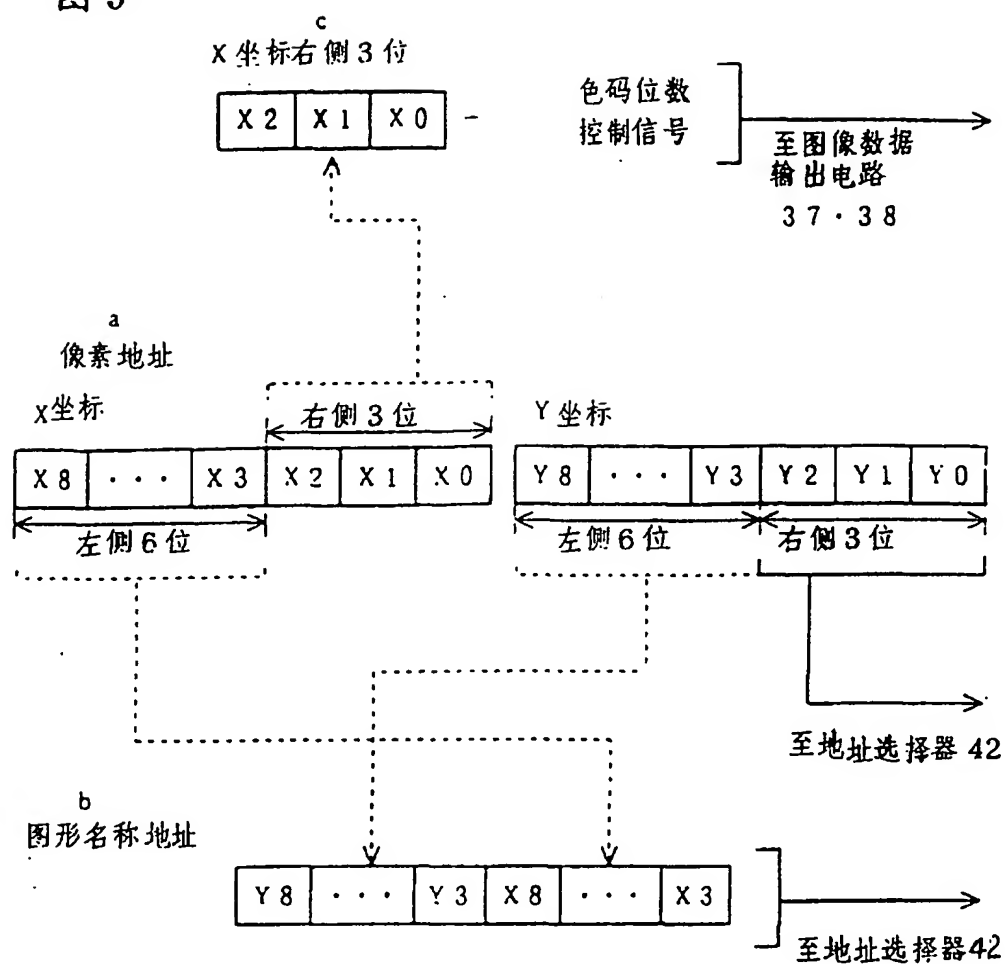 c
X坐标右侧3位
X2 X1 X0
色码位数
控制信号
至图像数据
输出电路
37·38
a
像素地址
X坐标
右侧3位
Y坐标
X8 ··· X3 X2 X1 X0
Y8 ··· Y3 Y2 Y1 Y0
左侧6位
左侧6位
右侧3位
至地址选择器42
b
图形名称地址
Y8 ··· Y3 X8 ··· X3
至地址选择器42